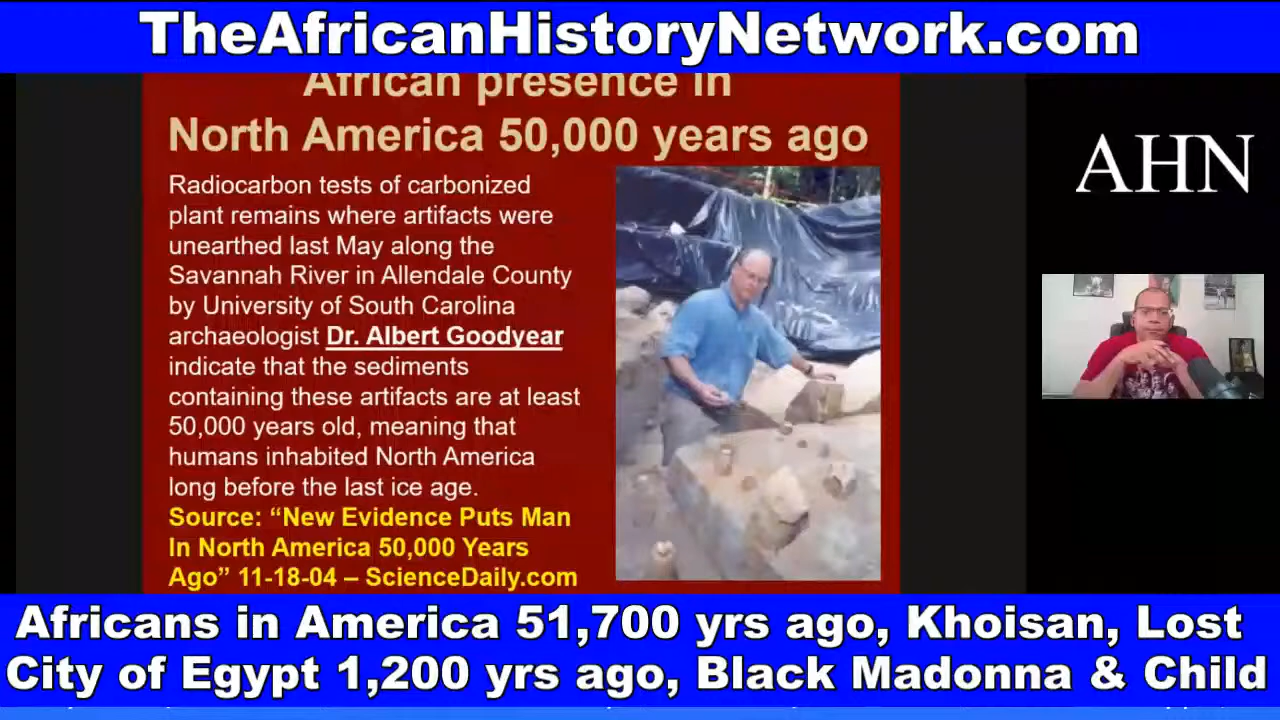 TheAfricanHistoryNetwork.com
African presence in
North America 50,000 years ago
AHN
Radiocarbon tests of carbonized
plant remains where artifacts were
unearthed last May along the
Savannah River in Allendale County
by University of South Carolina
archaeologist Dr. Albert Goodyear
indicate that the sediments
containing these artifacts are at least
50,000 years old, meaning that
humans inhabited North America
long before the last ice age.
Source: “New Evidence Puts Man
In North America 50,000 Years
Ago” 11-18-04 – ScienceDaily.com
Africans in America 51,700 yrs ago, Khoisan, Lost
City of Egypt 1,200 yrs ago, Black Madonna & Child